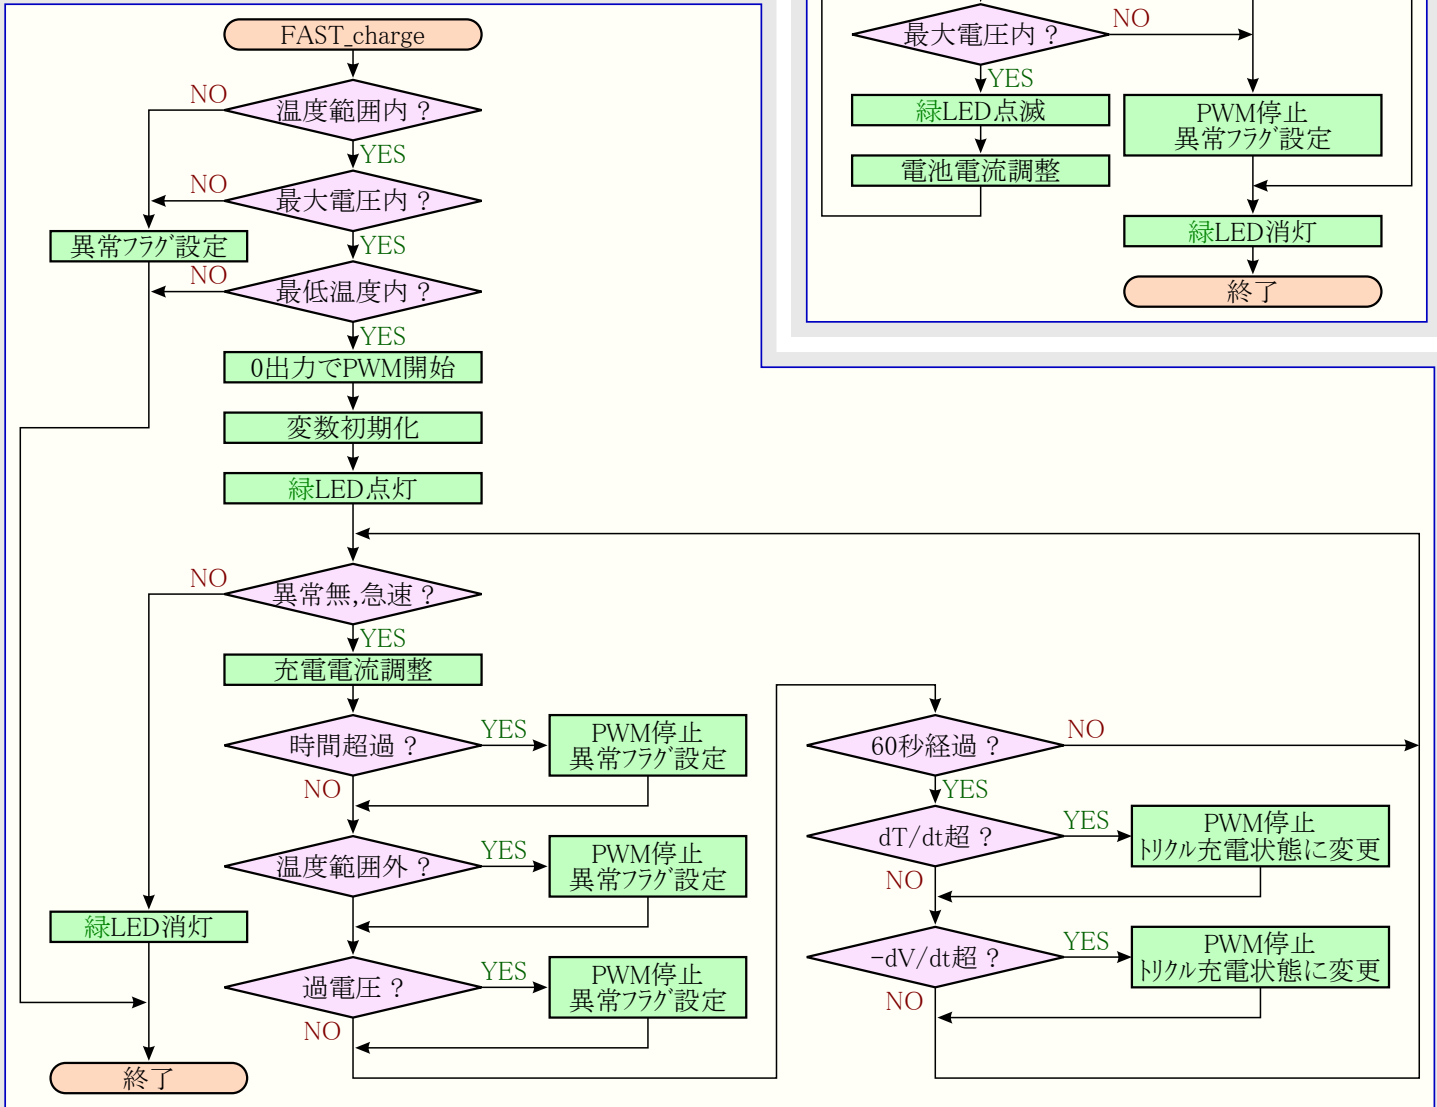 FAST_charge
温度範囲内 ?
NO
YES
最大電圧内 ?
NO
YES
異常フラグ設定
最低温度内 ?
NO
YES
0出力でPWM開始
変数初期化
緑LED点灯
異常無,急速 ?
NO
YES
充電電流調整
時間超過 ?
YES
PWM停止
異常フラグ設定
NO
温度範囲外 ?
YES
PWM停止
異常フラグ設定
過電圧 ?
YES
PWM停止
異常フラグ設定
NO
緑LED消灯
終了
60秒経過 ?
NO
YES
dT/dt超 ?
YES
PWM停止
トリクル充電状態に変更
NO
-dV/dt超 ?
YES
PWM停止
トリクル充電状態に変更
NO
最大電圧内 ?
NO
YES
緑LED点滅
電池電流調整
PWM停止
異常フラグ設定
緑LED消灯
終了